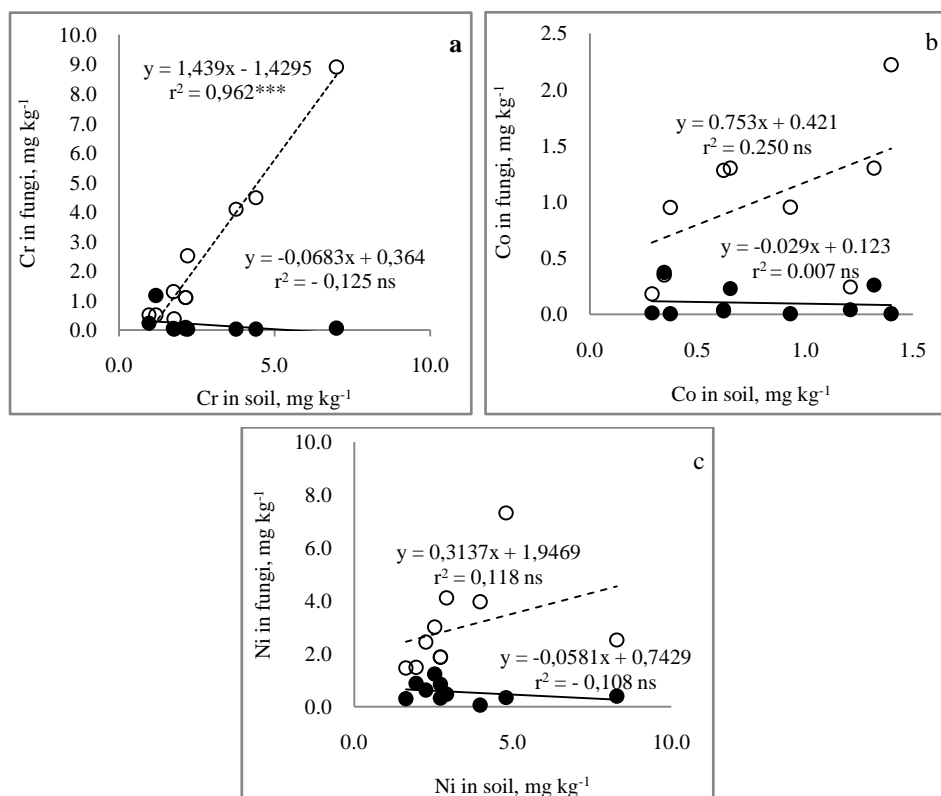 a
10.0
9.0
8.0
7.0
6.0
5.0
4.0
3.0
2.0
1.0
0.0
Cr in fungi, mg kg-1
y = 1,439x - 1,4295
r² = 0,962***
y = -0,0683x + 0,364
r² = - 0,125 ns
0.0 5.0 10.0
Cr in soil, mg kg-1
b
2.5
2.0
1.5
1.0
0.5
0.0
Co in fungi, mg kg-1
y = 0.753x + 0.421
r² = 0.250 ns
y = -0.029x + 0.123
r² = 0.007 ns
0.0 0.5 1.0 1.5
Co in soil, mg kg-1
c
10.0
8.0
6.0
4.0
2.0
0.0
Ni in fungi, mg kg-1
y = 0,3137x + 1,9469
r² = 0,118 ns
y = -0,0581x + 0,7429
r² = - 0,108 ns
0.0 5.0 10.0
Ni in soil, mg kg-1